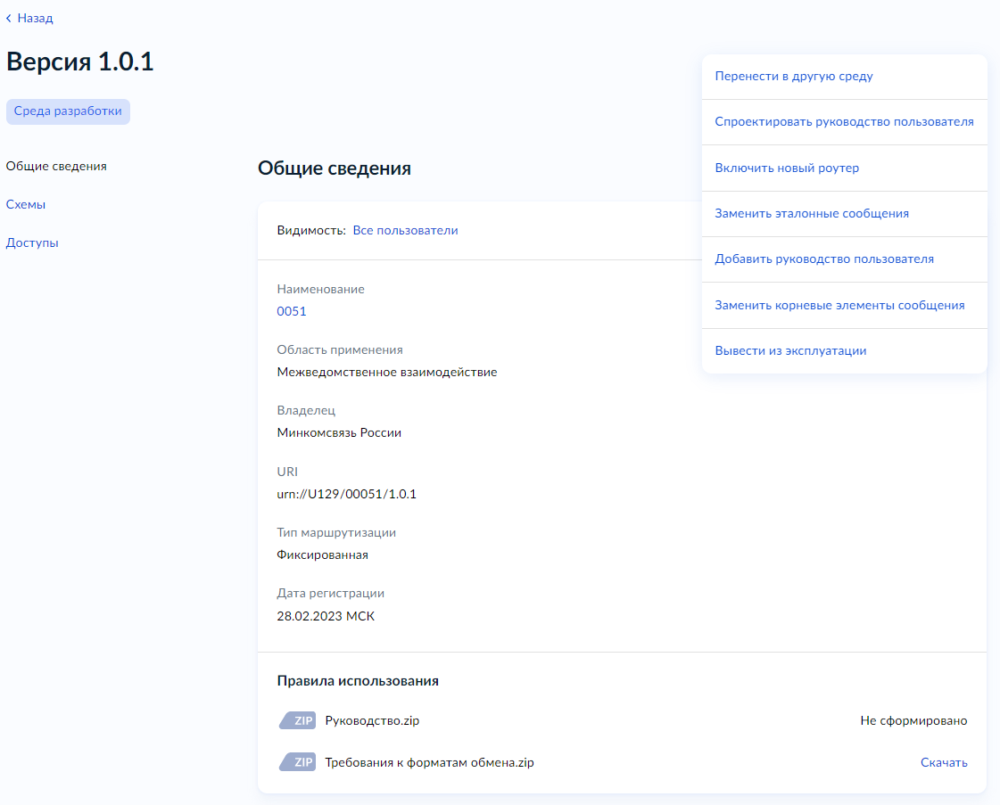 Назад
Версия 1.0.1
Среда разработки
Общие сведения
Схемы
Доступы
Общие сведения
Видимость: Все пользователи
Наименование
0051
Область применения
Межведомственное взаимодействие
Владелец
Минкомсвязь России
URI
urn://U129/00051/1.0.1
Тип маршрутизации
Фиксированная
Дата регистрации
28.02.2023 МСК
Правила использования
ZIP Руководство.zip Не сформировано
ZIP Требования к форматам обмена.zip Скачать
Перенести в другую среду
Спроектировать руководство пользователя
Включить новый роутер
Заменить эталонные сообщения
Добавить руководство пользователя
Заменить корневые элементы сообщения
Вывести из эксплуатации